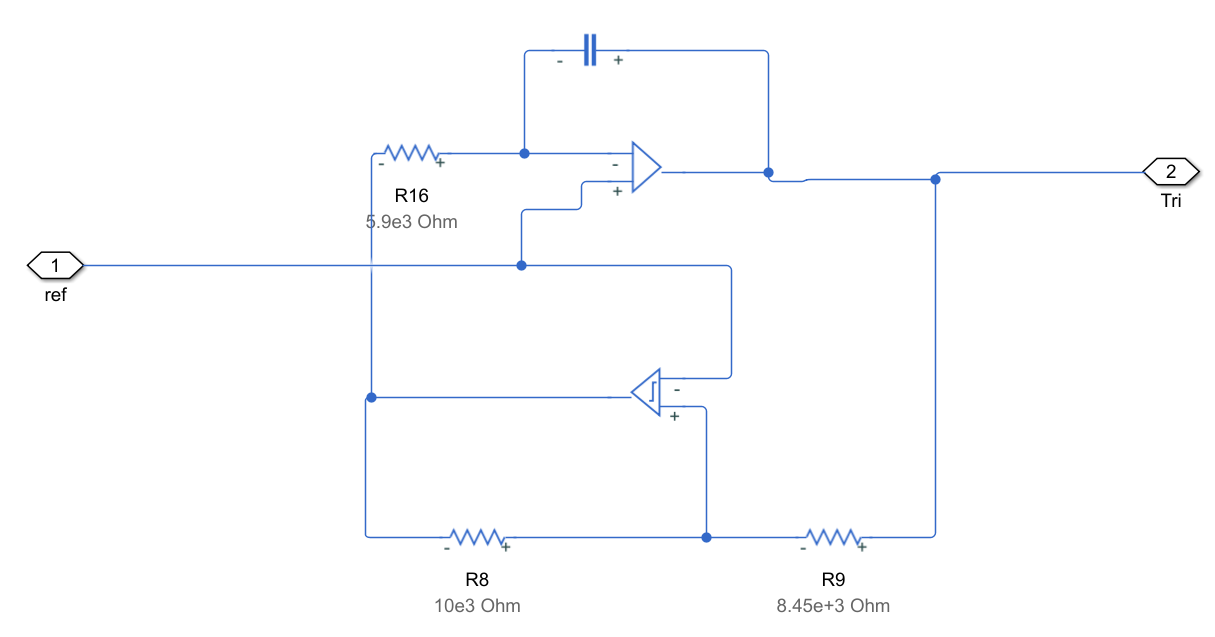 -
+
-
+
-
+
R16
5.9e3 Ohm
2
Tri
1
ref
-
+
-
+
-
+
R8
10e3 Ohm
R9
8.45e+3 Ohm